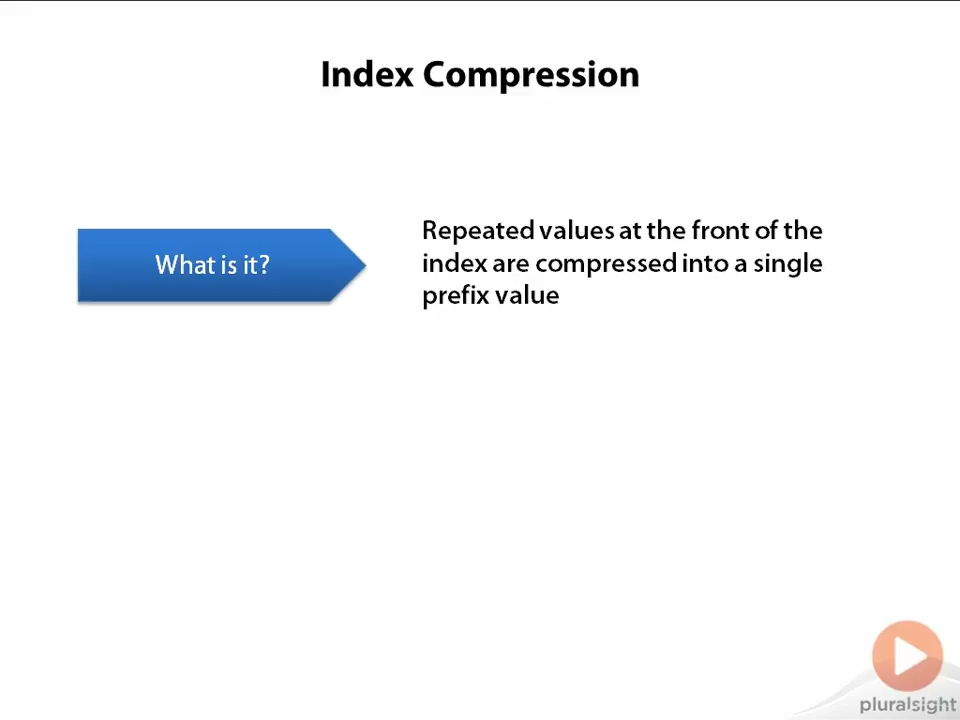 Index Compression
What is it?
Repeated values at the front of the
index are compressed into a single
prefix value
pluralsight